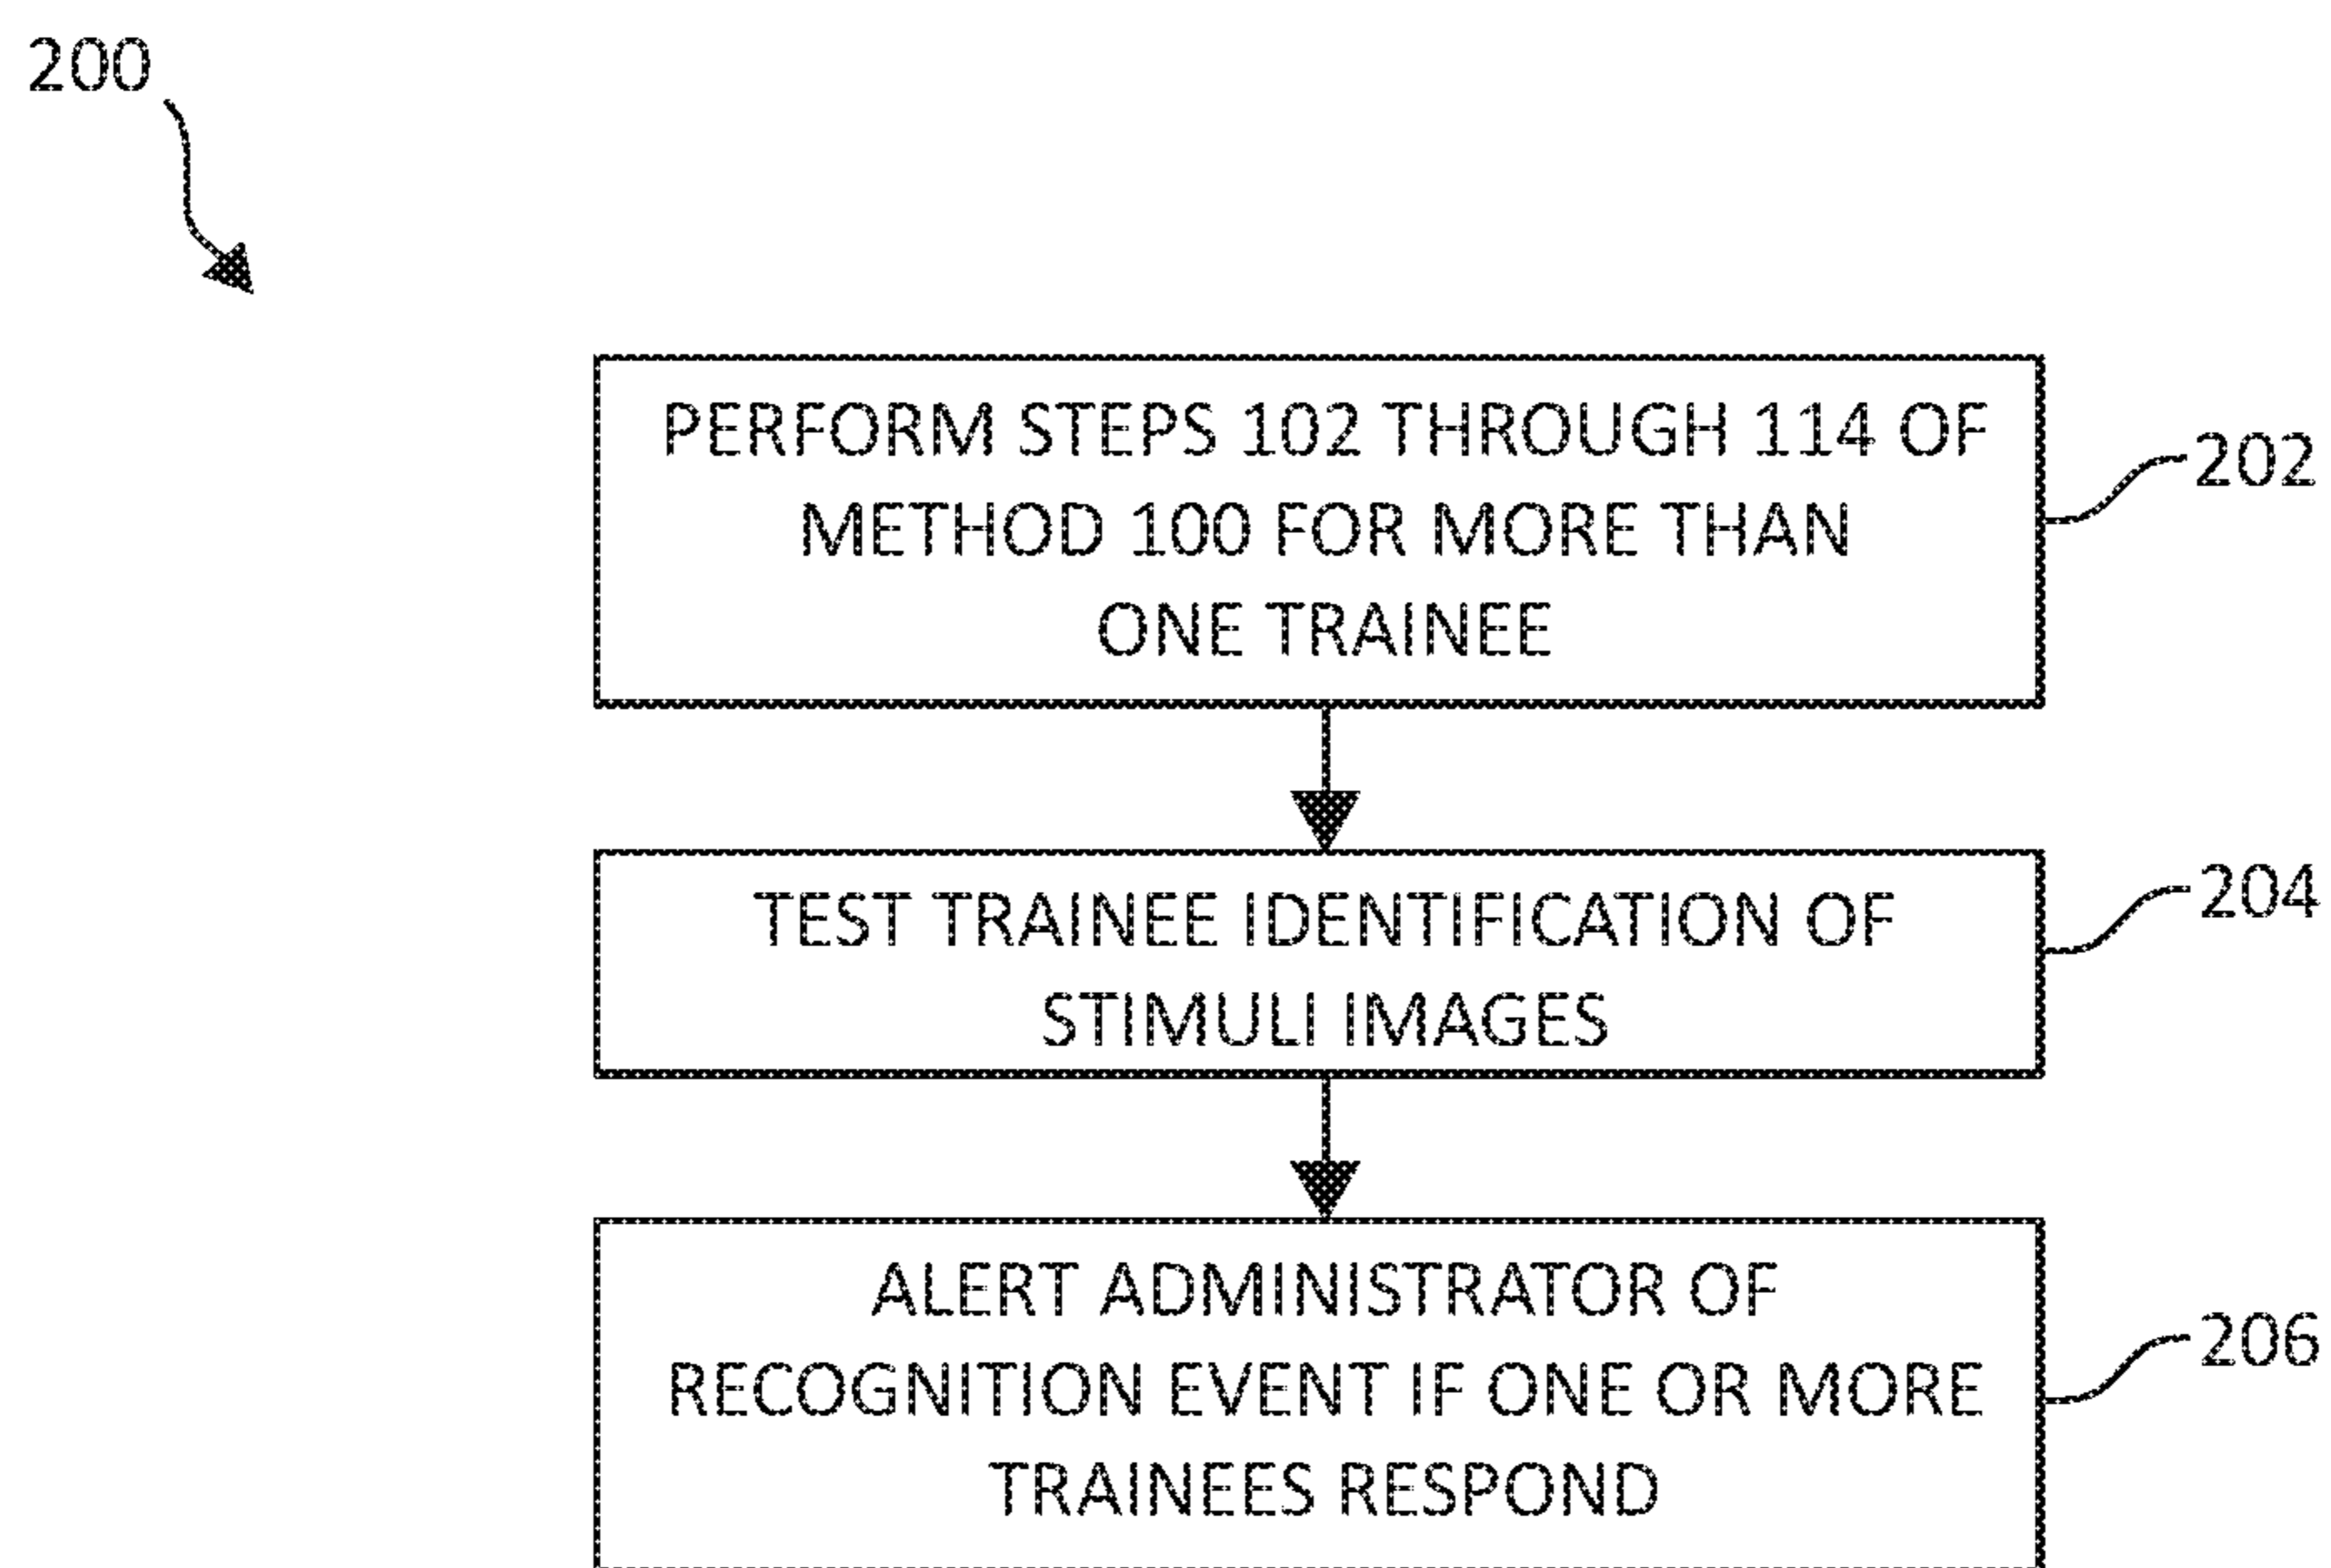 200
PERFORM STEPS 102 THROUGH 114 OF
METHOD 100 FOR MORE THAN
ONE TRAINEE
202
TEST TRAINEE IDENTIFICATION OF
STIMULI IMAGES
204
ALERT ADMINISTRATOR OF
RECOGNITION EVENT IF ONE OR MORE
TRAINEES RESPOND
206